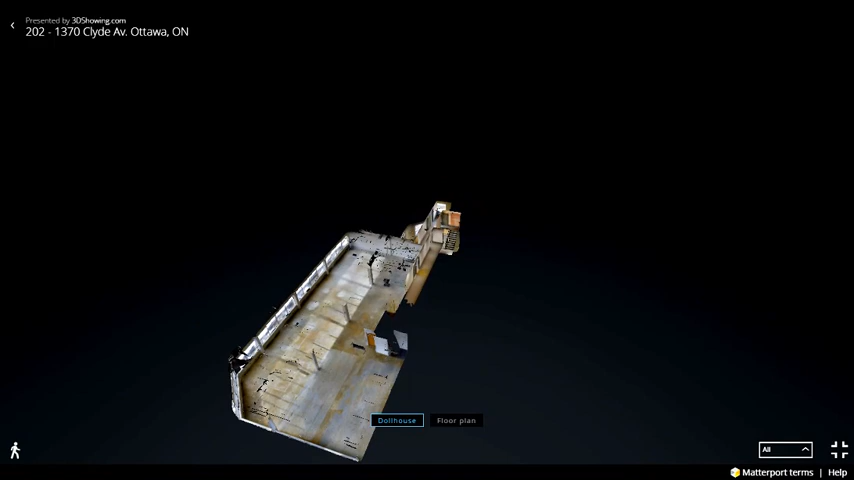 Presented by 3DShowing.com
202 - 1370 Clyde Av. Ottawa, ON
Dollhouse
Floor plan
All
Matterport terms | Help